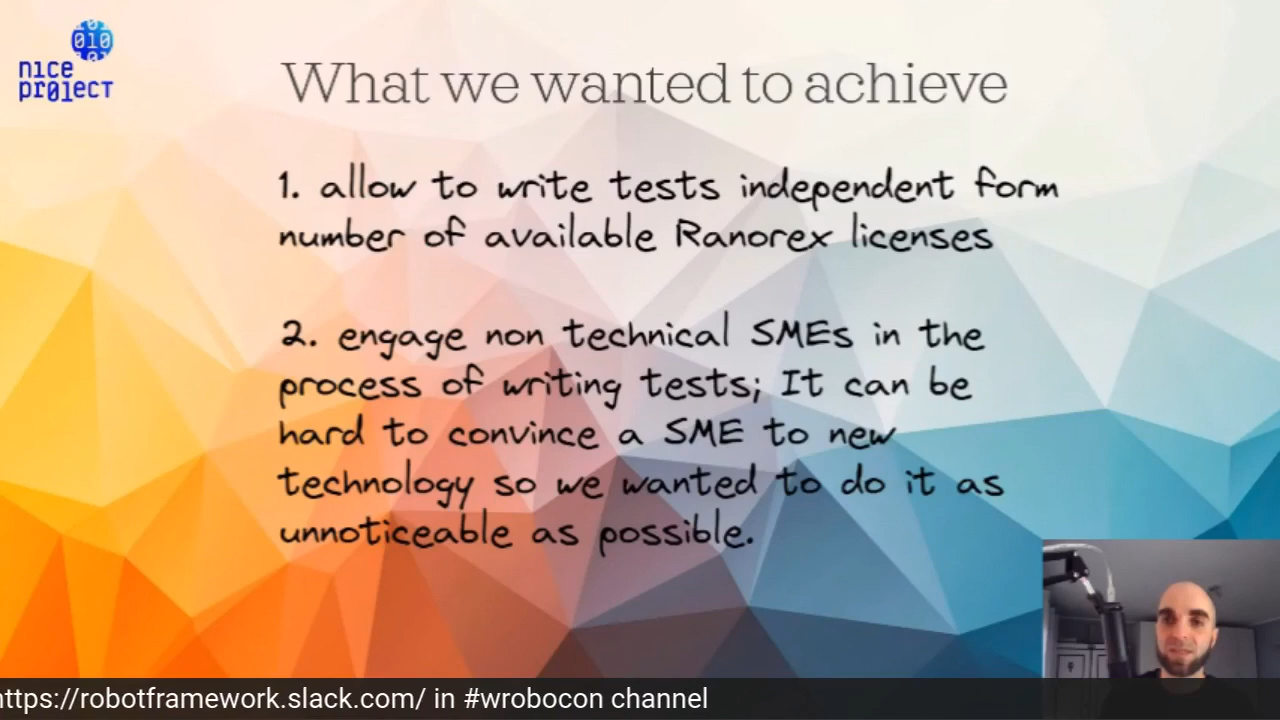 010
nice
pro1ect
What we wanted to achieve
1. allow to write tests independent form
number of available Ranorex licenses
2. engage non technical SMEs in the
process of writing tests; It can be
hard to convince a SME to new
technology so we wanted to do it as
unnoticeable as possible.
https://robotframework.slack.com/ in #wrobocon channel